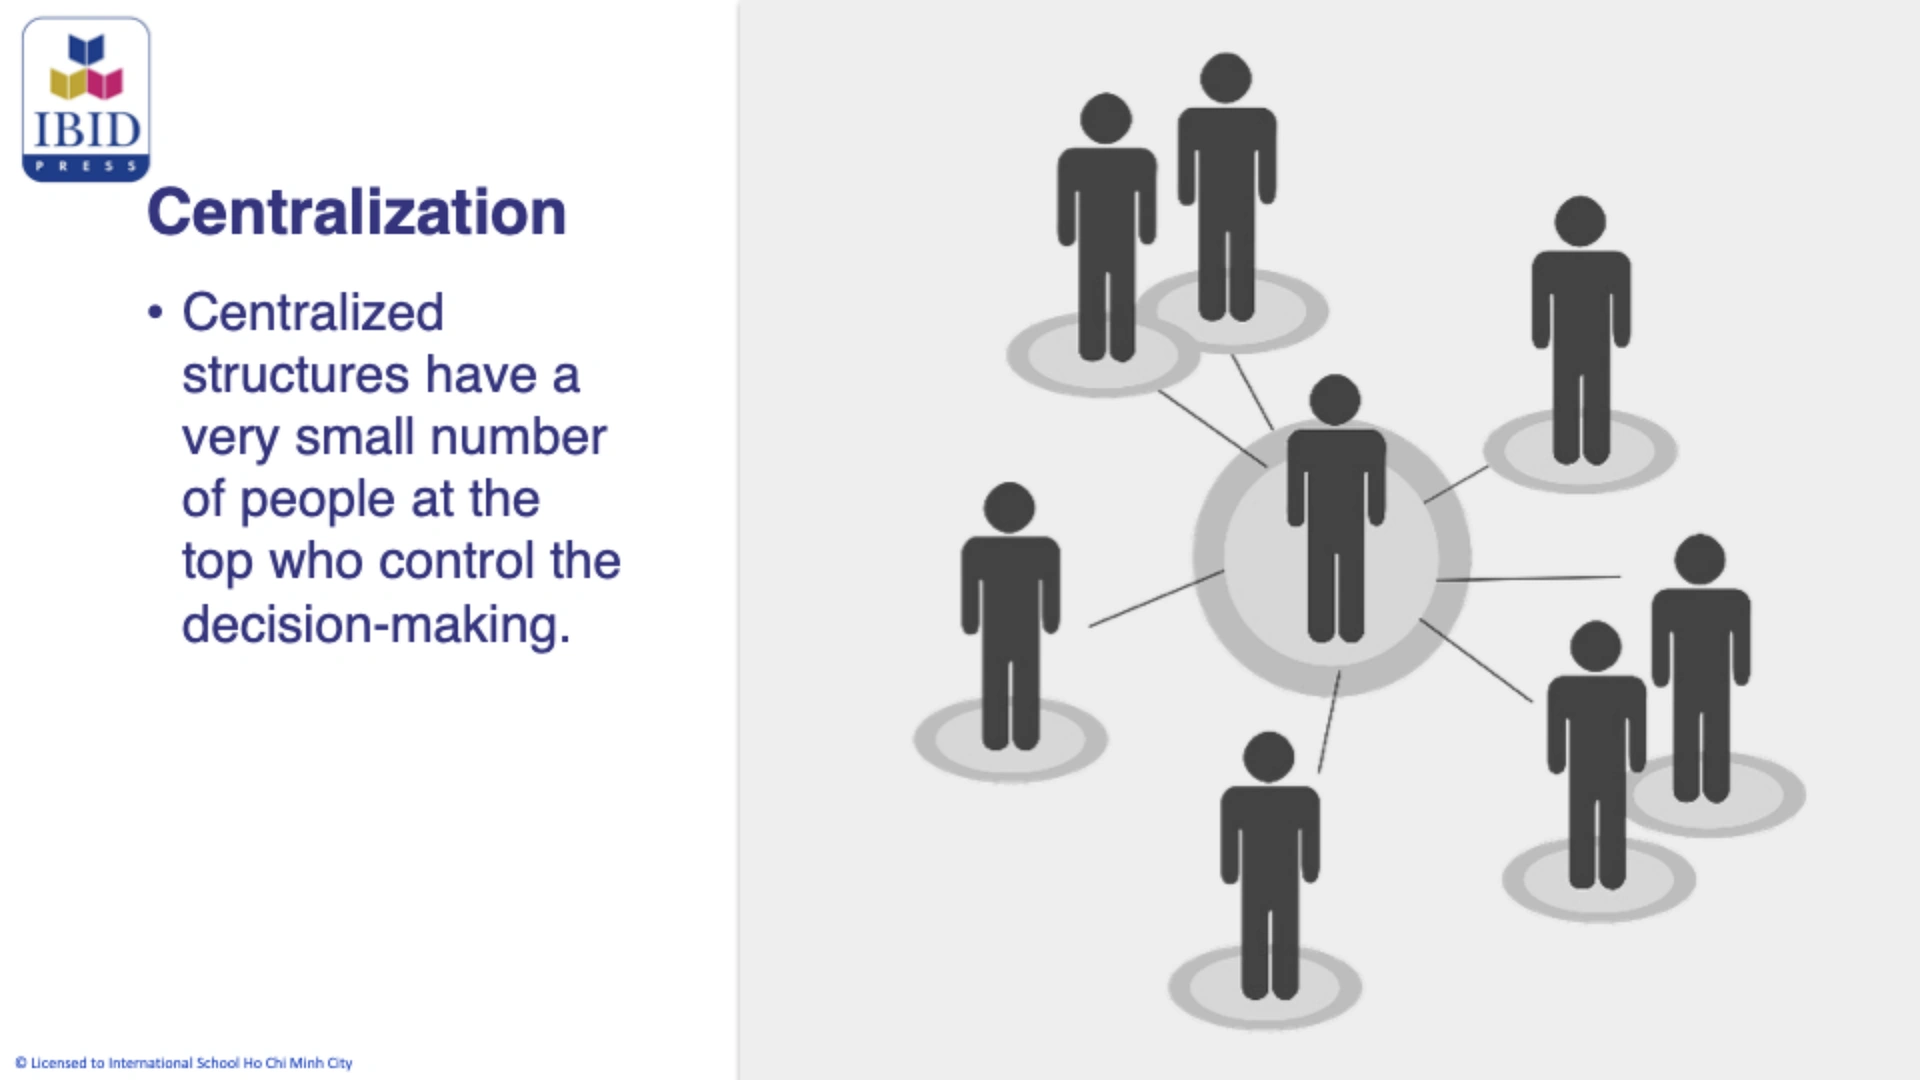 IBID
PRESS
Centralization
• Centralized
structures have a
very small number
of people at the
top who control the
decision-making.
© Licensed to International School Ho Chi Minh City